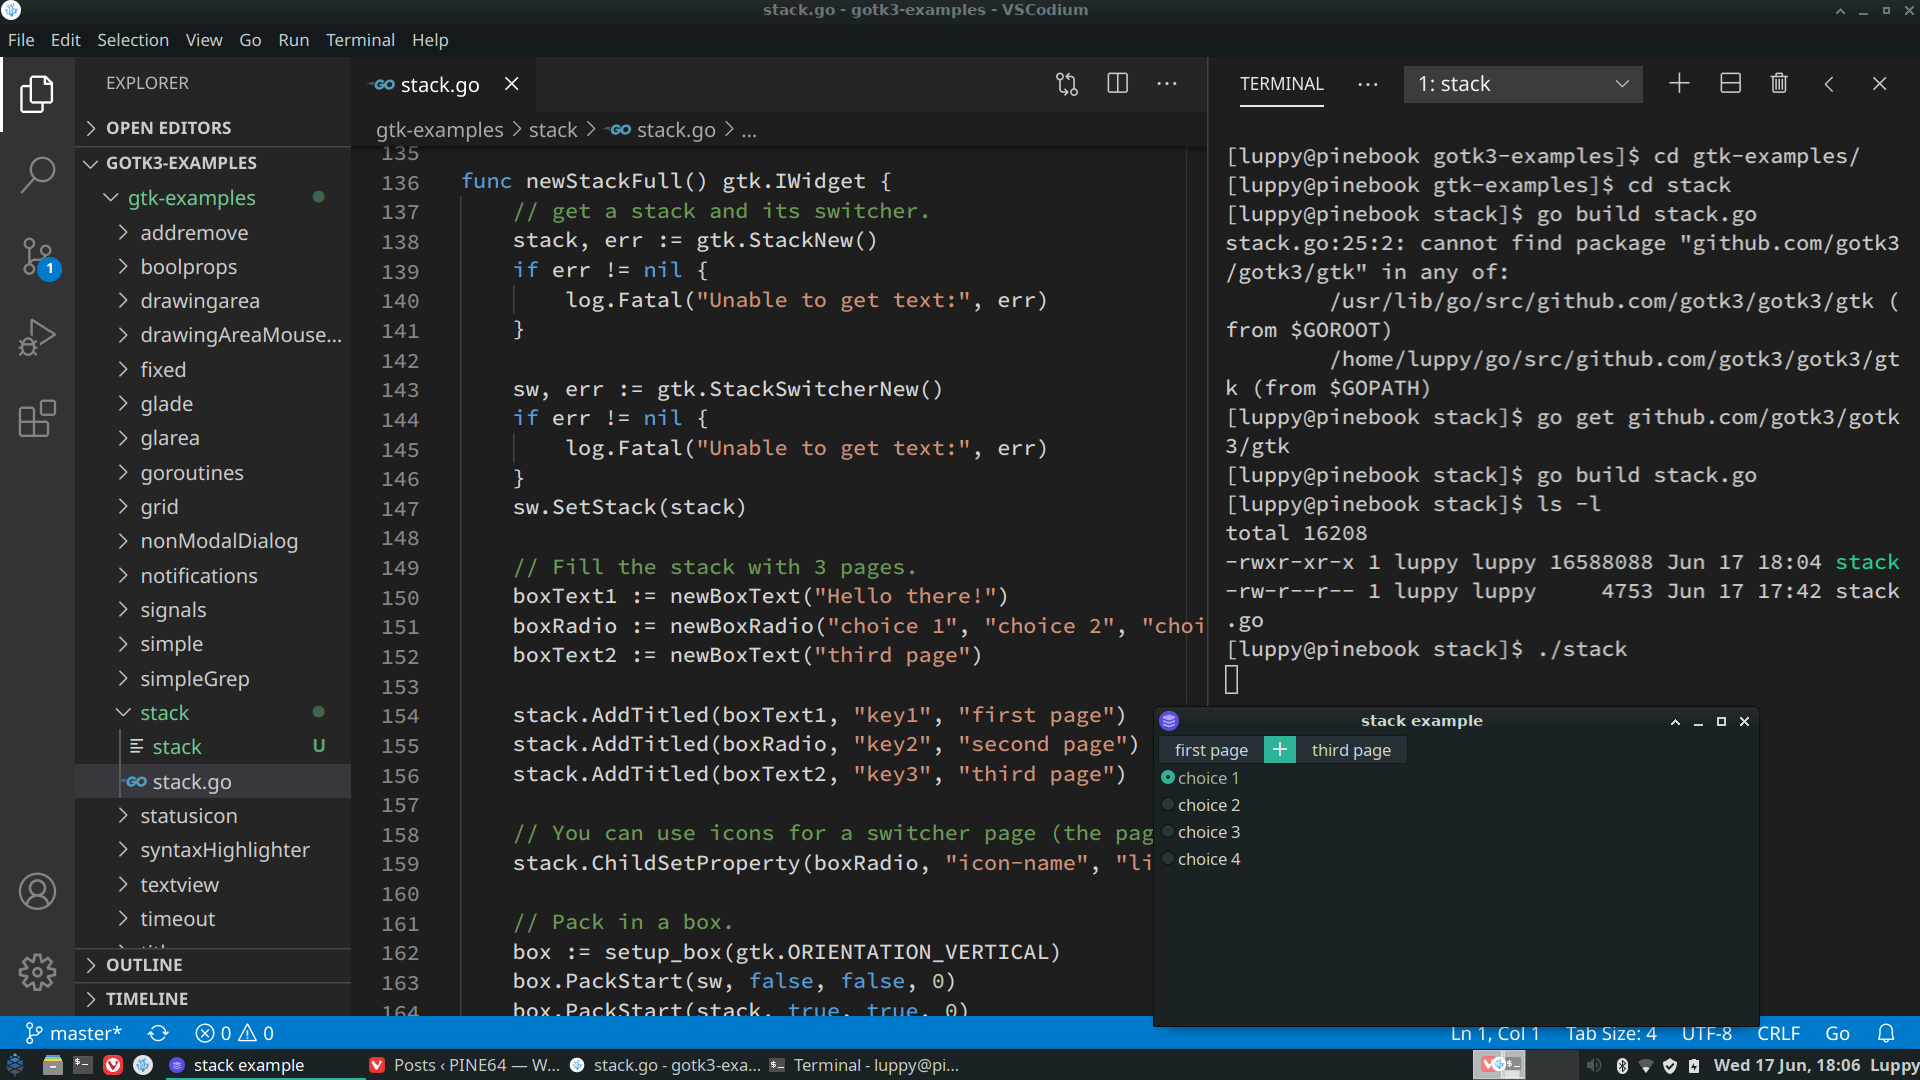 stack.go - gotk3-examples - VSCodium
File Edit Selection View Go Run Terminal Help
EXPLORER
OPEN EDITORS
GOTK3-EXAMPLES
gtk-examples
addremove
boolprops
drawingarea
drawingAreaMouse...
fixed
glade
glarea
goroutines
grid
nonModalDialog
notifications
signals
simple
simpleGrep
stack
stack U
GO stack.go
statusicon
syntaxHighlighter
textview
timeout
OUTLINE
TIMELINE
1
GO stack.go
gtk-examples > stack > GO stack.go > ...
135
136 func newStackFull() gtk.IWidget {
137 // get a stack and its switcher.
138 stack, err := gtk.StackNew()
139 if err != nil {
140 log.Fatal("Unable to get text:", err)
141 }
142
143 sw, err := gtk.StackSwitcherNew()
144 if err != nil {
145 log.Fatal("Unable to get text:", err)
146 }
147 sw.SetStack(stack)
148
149 // Fill the stack with 3 pages.
150 boxText1 := newBoxText("Hello there!")
151 boxRadio := newBoxRadio("choice 1", "choice 2", "choi
152 boxText2 := newBoxText("third page")
153
154 stack.AddTitled(boxText1, "key1", "first page")
155 stack.AddTitled(boxRadio, "key2", "second page")
156 stack.AddTitled(boxText2, "key3", "third page")
157
158 // You can use icons for a switcher page (the pag
159 stack.ChildSetProperty(boxRadio, "icon-name", "li
160
161 // Pack in a box.
162 box := setup_box(gtk.ORIENTATION_VERTICAL)
163 box.PackStart(sw, false, false, 0)
164 box.PackStart(stack, true, true, 0)
TERMINAL ... 1: stack
[luppy@pinebook gotk3-examples]$ cd gtk-examples/
[luppy@pinebook gtk-examples]$ cd stack
[luppy@pinebook stack]$ go build stack.go
stack.go:25:2: cannot find package "github.com/gotk3
/gotk3/gtk" in any of:
/usr/lib/go/src/github.com/gotk3/gotk3/gtk (
from $GOROOT)
/home/luppy/go/src/github.com/gotk3/gotk3/gt
k (from $GOPATH)
[luppy@pinebook stack]$ go get github.com/gotk3/gotk
3/gtk
[luppy@pinebook stack]$ go build stack.go
[luppy@pinebook stack]$ ls -l
total 16208
-rwxr-xr-x 1 luppy luppy 16588088 Jun 17 18:04 stack
-rw-r--r-- 1 luppy luppy 4753 Jun 17 17:42 stack
.go
[luppy@pinebook stack]$ ./stack
stack example
first page + third page
choice 1
choice 2
choice 3
choice 4
master* 0 0 Ln 1, Col 1 Tab Size: 4 UTF-8 CRLF Go
stack example Posts ‹ PINE64 — W... stack.go - gotk3-exa... Terminal - luppy@pi... Wed 17 Jun, 18:06 Luppy